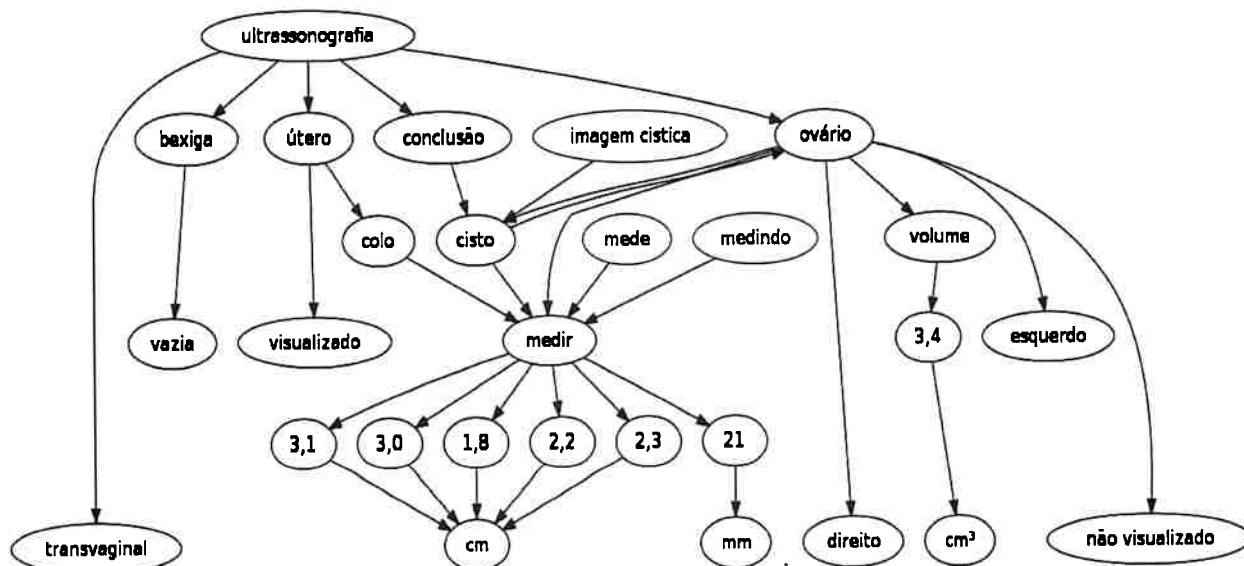 ultrassonografia
bexiga
útero
conclusão
imagem cistica
ovário
colo
cisto
mede
medindo
volume
vazia
visualizado
medir
3,4
esquerdo
3,1
3,0
1,8
2,2
2,3
21
transvaginal
cm
mm
direito
cm³
não visualizado